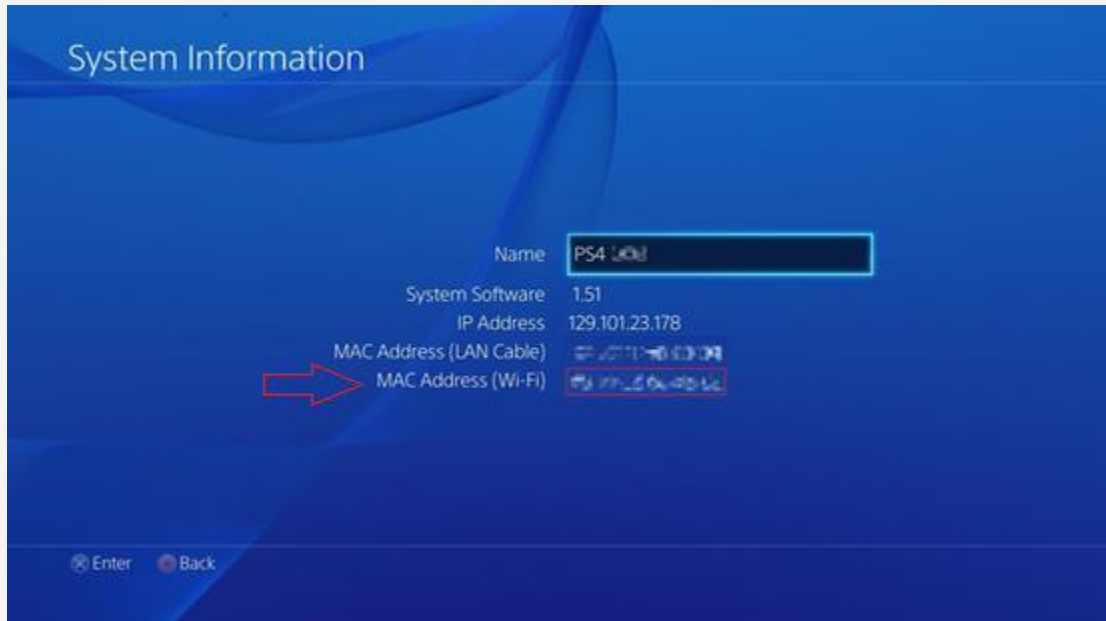 System Information
Name PS4
System Software 1.51
IP Address 129.101.23.178
MAC Address (LAN Cable)
MAC Address (Wi-Fi)
Enter Back